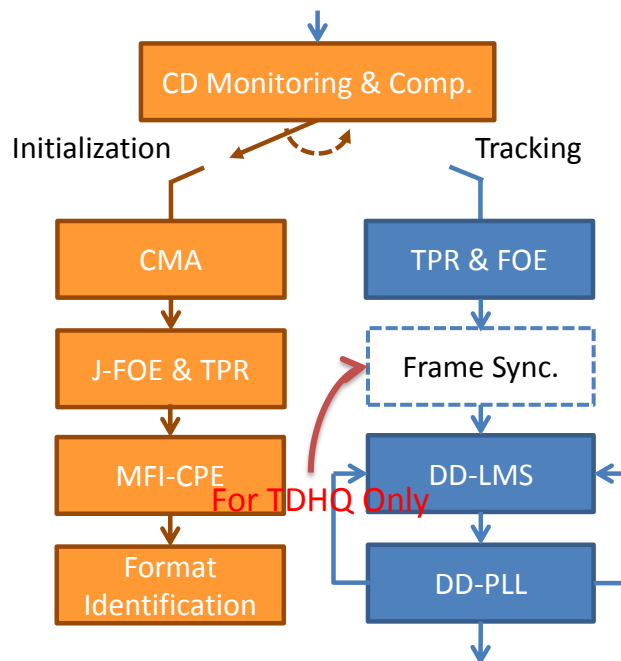 CD Monitoring & Comp.
Initialization
Tracking
CMA
TPR & FOE
J-FOE & TPR
Frame Sync.
MFI-CPE
DD-LMS
For TDHQ Only
Format
Identification
DD-PLL